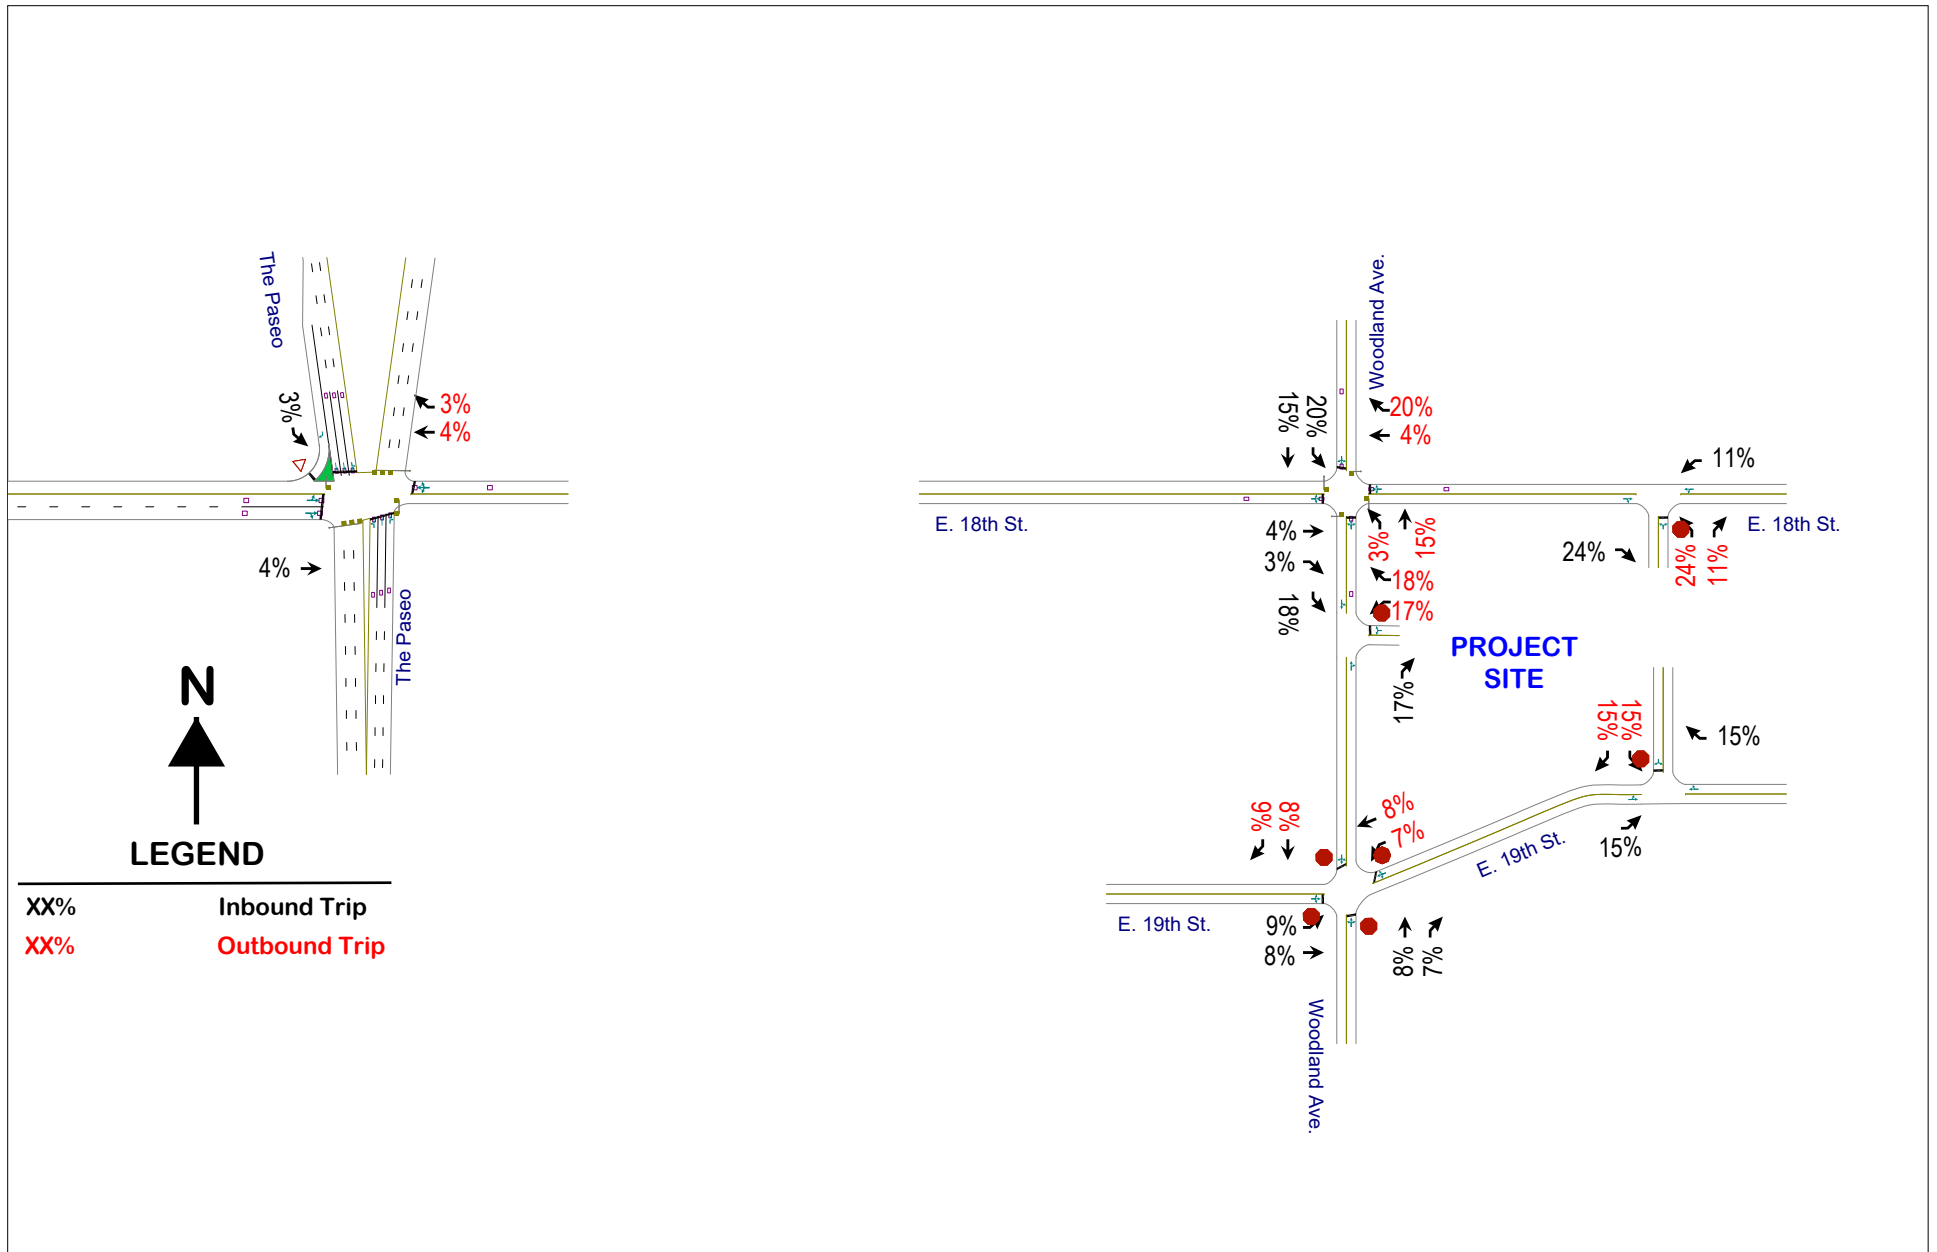 The Paseo
3%
3%
4%
4%
The Paseo
N
LEGEND
XX% Inbound Trip
XX% Outbound Trip
Woodland Ave.
15%
20%
20%
4%
E. 18th St.
4%
3%
18%
3%
15%
18%
17%
17%
11%
E. 18th St.
24%
24%
11%
PROJECT
SITE
15%
15%
15%
15%
E. 19th St.
9%
8%
8%
7%
E. 19th St.
9%
8%
8%
7%
Woodland Ave.